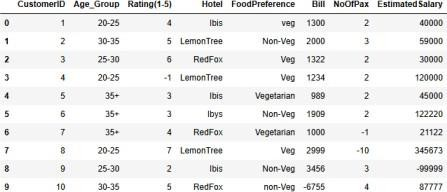 CustomerID Age_Group Rating(1-5) Hotel FoodPreference Bill NoOfPax EstimatedSalary
0 1 20-25 4 Ibis veg 1300 2 40000
1 2 30-35 5 LemonTree Non-Veg 2000 3 59000
2 3 25-30 6 RedFox Veg 1322 2 30000
3 4 20-25 -1 LemonTree Veg 1234 2 120000
4 5 35+ 3 Ibis Vegetarian 989 2 45000
5 6 35+ 3 Ibys Non-Veg 1909 2 122220
6 7 35+ 4 RedFox Vegetarian 1000 -1 21122
7 8 20-25 7 LemonTree Veg 2999 -10 345673
8 9 25-30 2 Ibis Non-Veg 3456 3 -99999
9 10 30-35 5 RedFox non-Veg -6755 4 87777